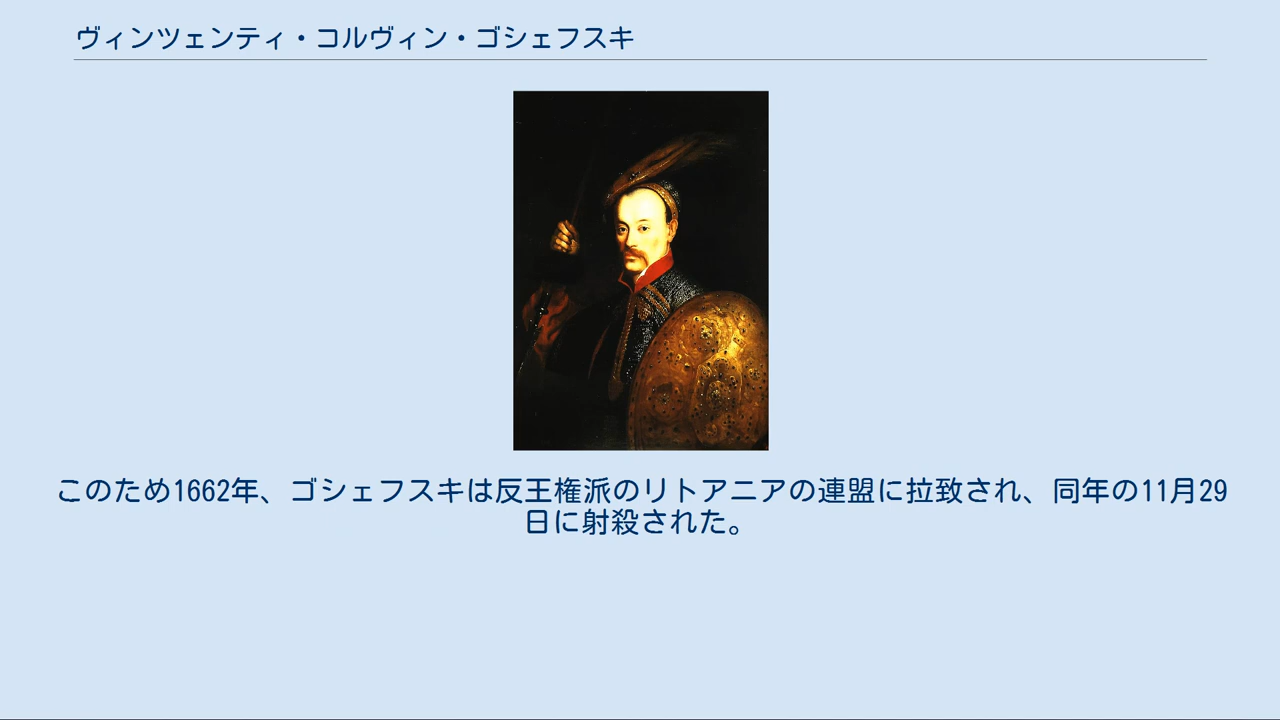 ヴィンツェンティ・コルヴィン・ゴシェフスキ
このため1662年、ゴシェフスキは反王権派のリトアニアの連盟に拉致され、同年の11月29
日に射殺された。